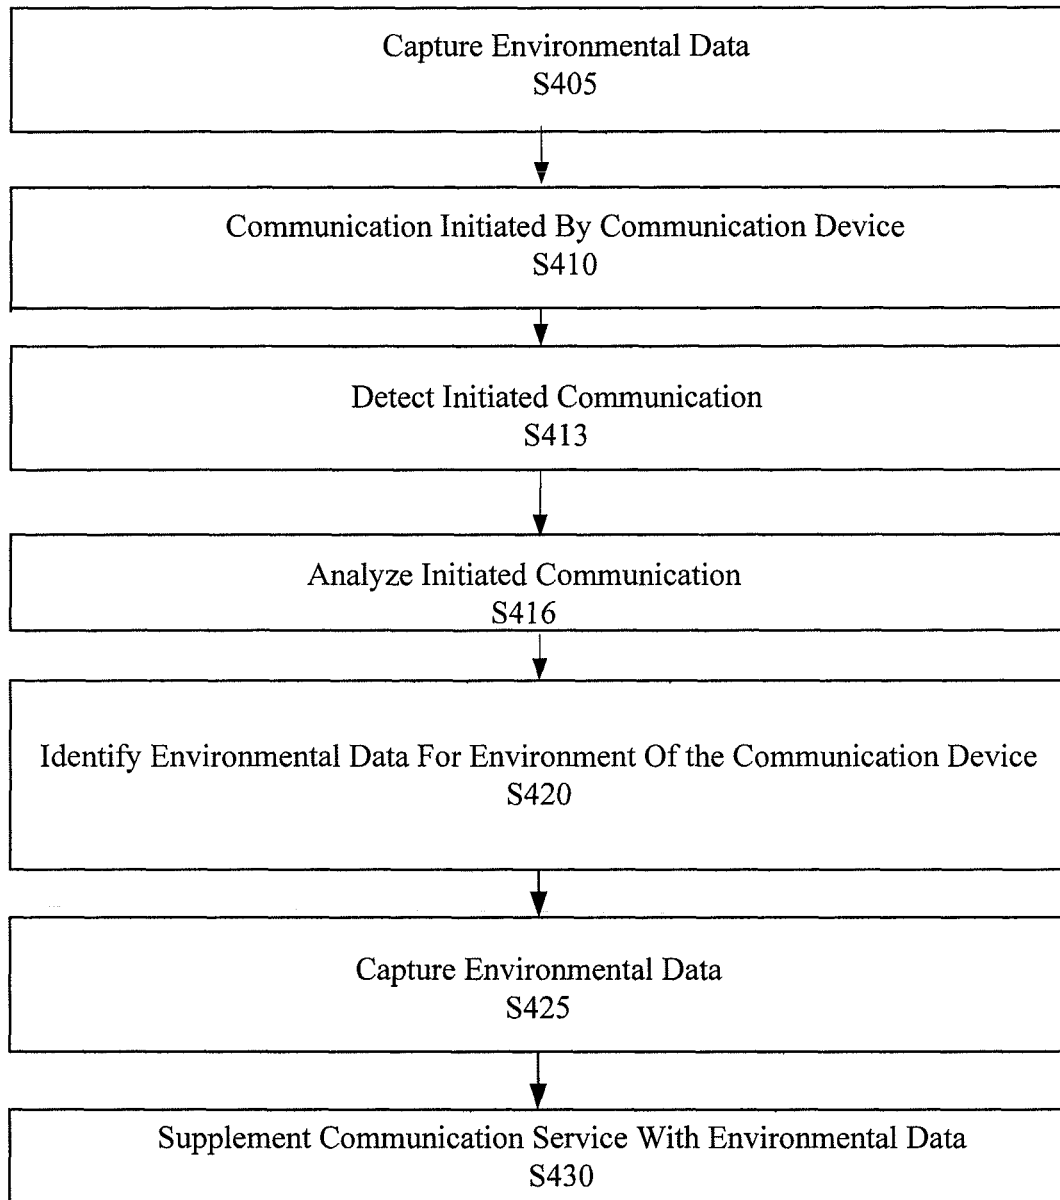 Capture Environmental Data
S405
Communication Initiated By Communication Device
S410
Detect Initiated Communication
S413
Analyze Initiated Communication
S416
Identify Environmental Data For Environment Of the Communication Device
S420
Capture Environmental Data
S425
Supplement Communication Service With Environmental Data
S430